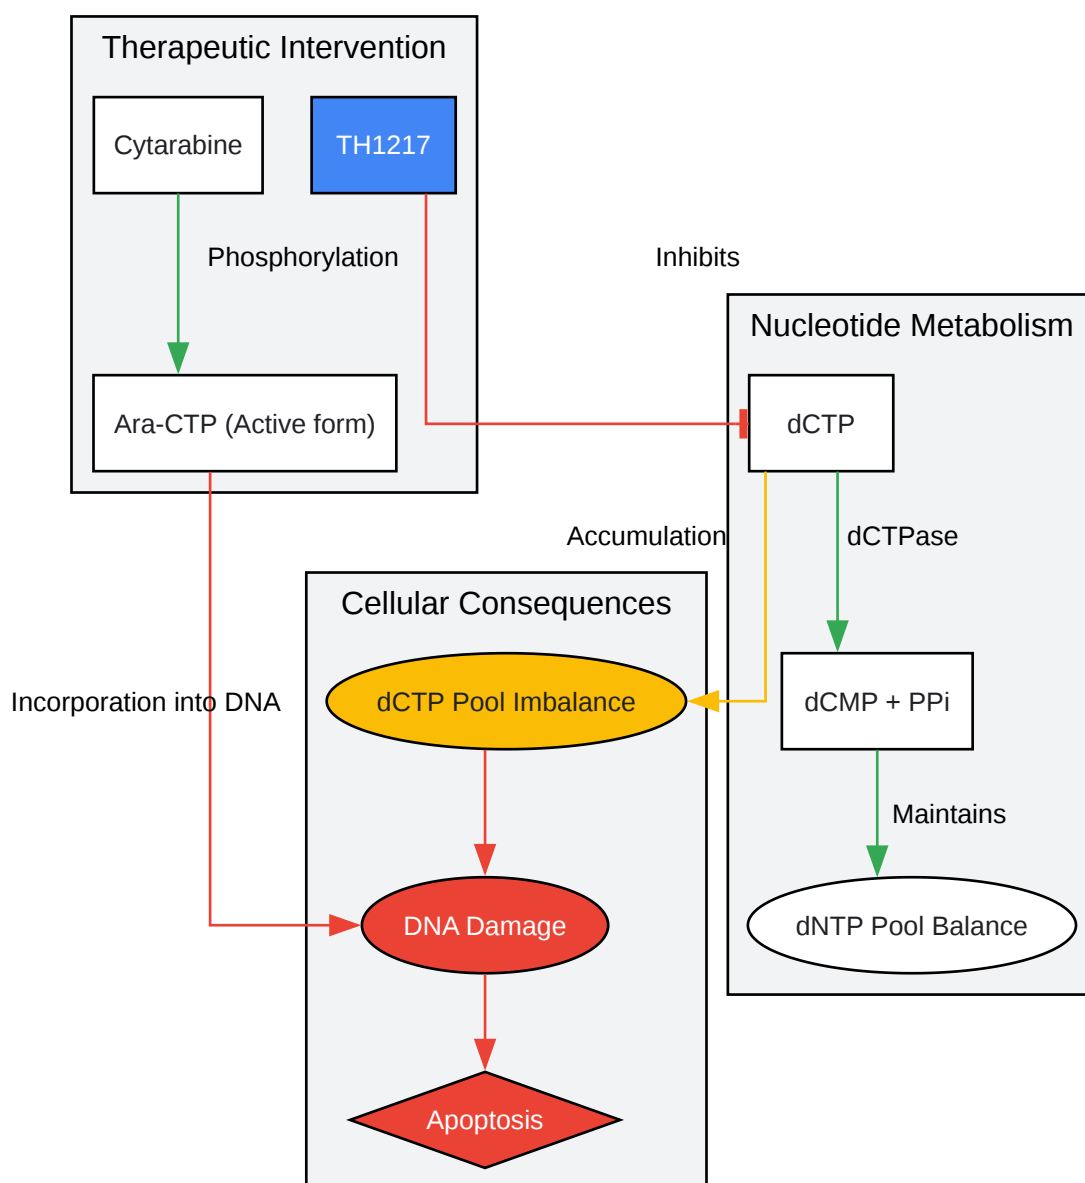 Therapeutic Intervention
Cytarabine
TH1217
Phosphorylation
Inhibits
Nucleotide Metabolism
Ara-CTP (Active form)
dCTP
Accumulation
dCTPase
Cellular Consequences
Incorporation into DNA
dCTP Pool Imbalance
dCMP + PPi
Maintains
DNA Damage
dNTP Pool Balance
Apoptosis